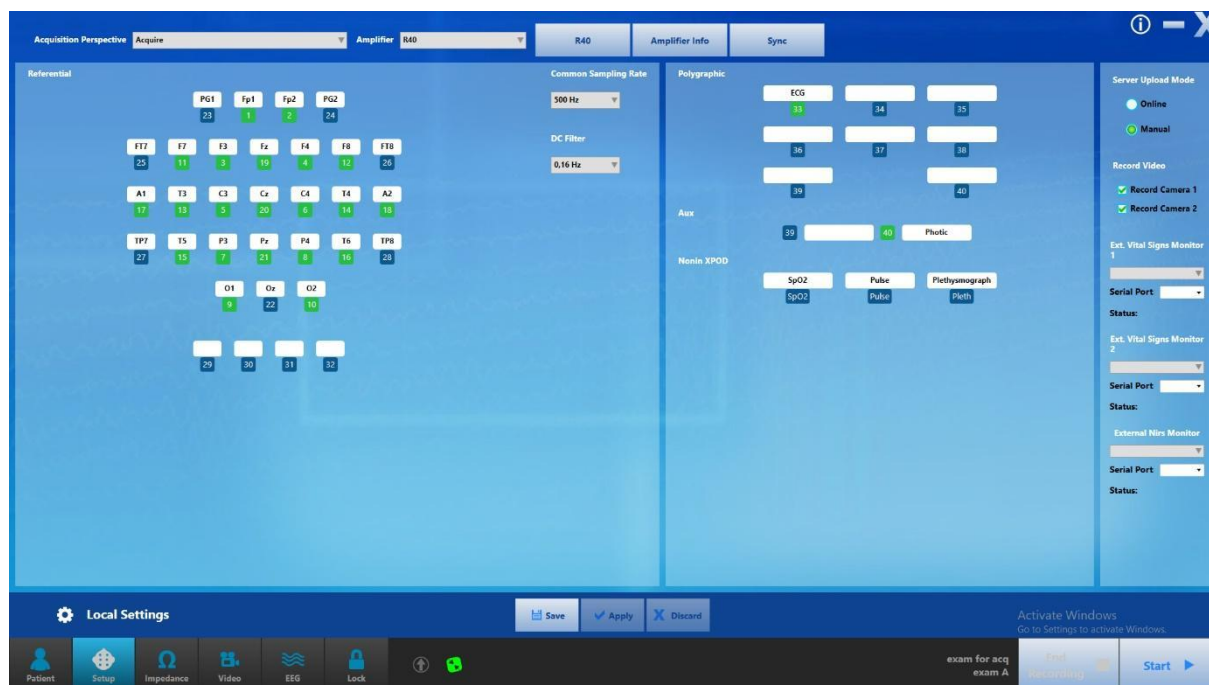 Acquisition Perspective Acquire Amplifier R40 R40 Amplifier Info Sync
Referential
PG1 Fp1 Fp2 PG2
23 1 2 24
FT7 F7 F3 Fz F4 F8 FT8
25 11 3 19 4 12 26
A1 T3 C3 Cz C4 T4 A2
17 13 5 20 6 14 18
TP7 T5 P3 Pz P4 T6 TP8
27 15 7 21 8 16 28
O1 Oz O2
9 22 10
29 30 31 32
Common Sampling Rate
500 Hz
DC Filter
0,16 Hz
Polygraphic
ECG
33 34 35
36 37 38
39 40
Aux
39 40 Photic
Nonin XPOD
SpO2 Pulse Plethysmograph
SpO2 Pulse Pleth
Server Upload Mode
Online
Manual
Record Video
Record Camera 1
Record Camera 2
Ext. Vital Signs Monitor
1
Serial Port
Status:
Ext. Vital Signs Monitor
2
Serial Port
Status:
External Nirs Monitor
Serial Port
Status:
Local Settings
Save Apply Discard
Activate Windows
Go to Settings to activate Windows.
Patient Setup Impedance Video EEG Lock
exam for acq
exam A
End
Recording
Start